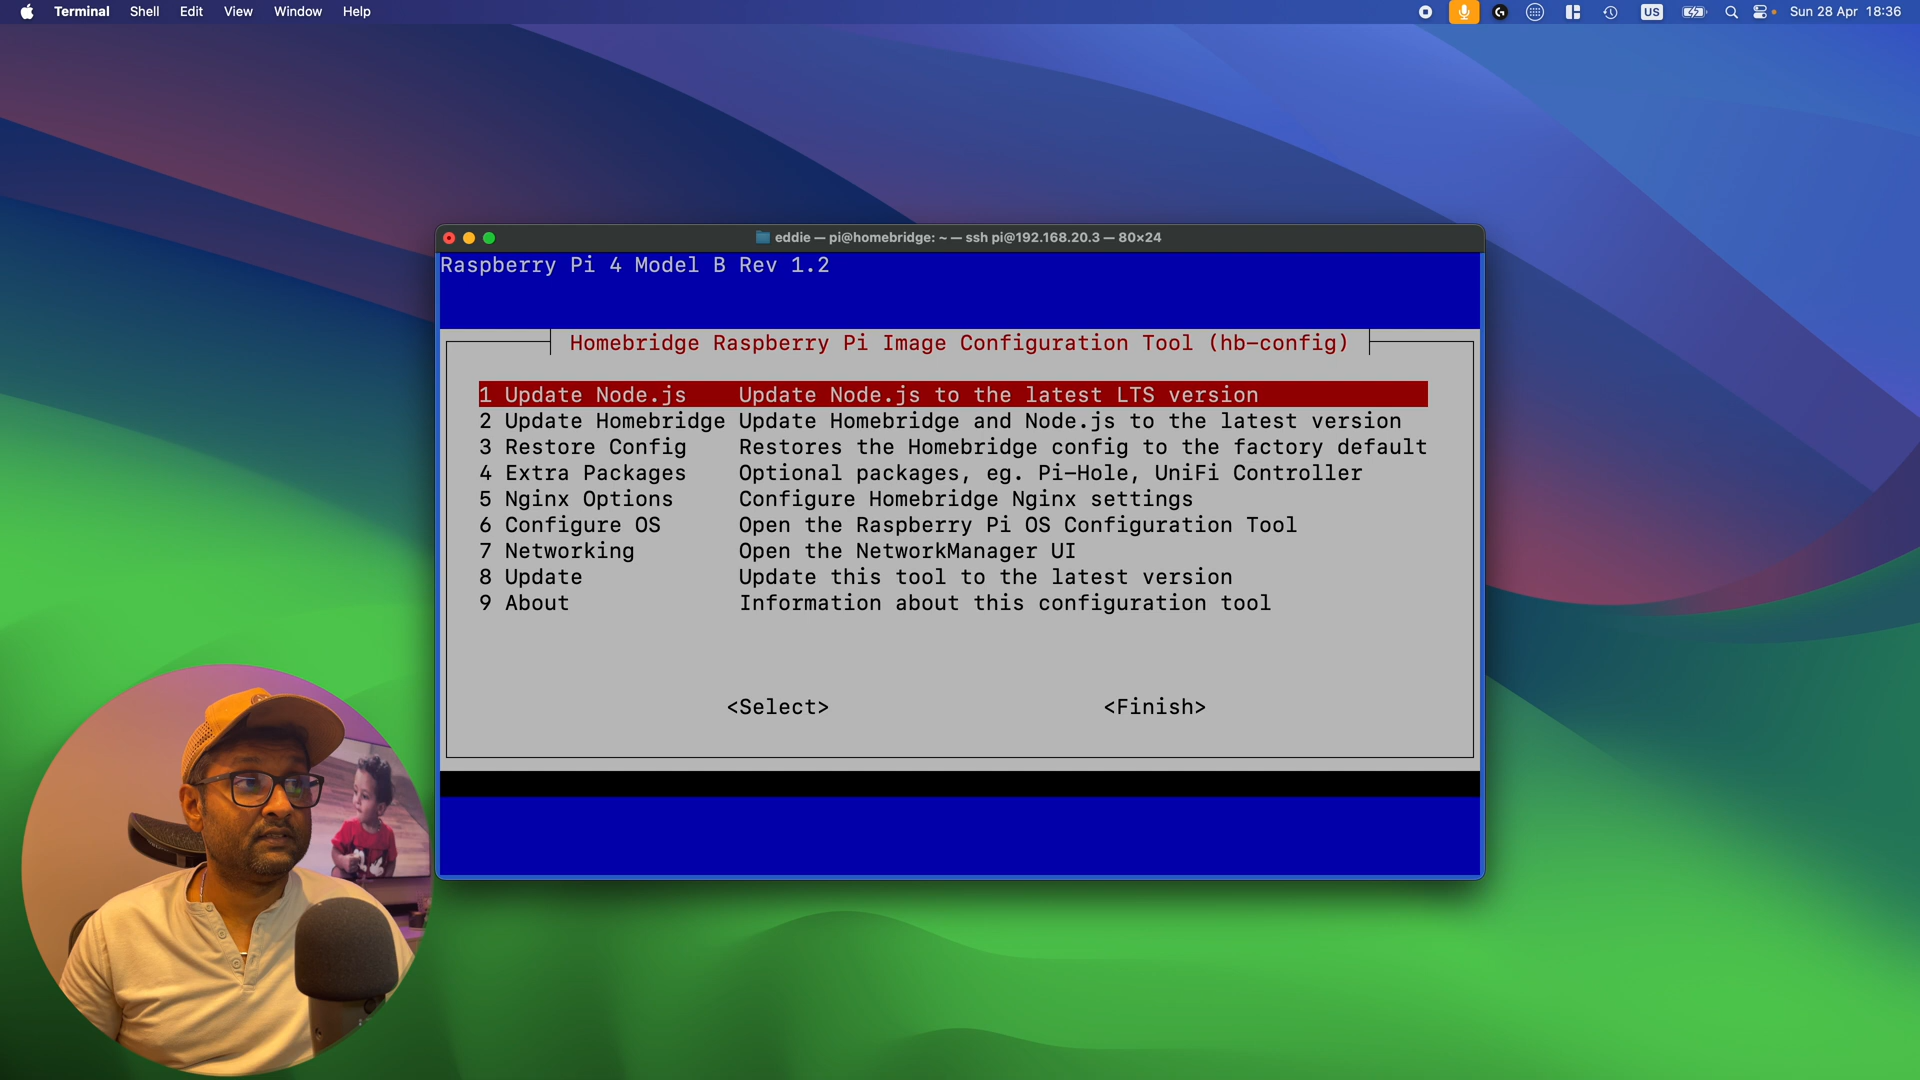 Terminal Shell Edit View Window Help
US
Sun 28 Apr 18:36
eddie — pi@homebridge: ~ — ssh pi@192.168.20.3 — 80×24
Raspberry Pi 4 Model B Rev 1.2
Homebridge Raspberry Pi Image Configuration Tool (hb-config)
1 Update Node.js Update Node.js to the latest LTS version
2 Update Homebridge Update Homebridge and Node.js to the latest version
3 Restore Config Restores the Homebridge config to the factory default
4 Extra Packages Optional packages, eg. Pi-Hole, UniFi Controller
5 Nginx Options Configure Homebridge Nginx settings
6 Configure OS Open the Raspberry Pi OS Configuration Tool
7 Networking Open the NetworkManager UI
8 Update Update this tool to the latest version
9 About Information about this configuration tool
<Select> <Finish>